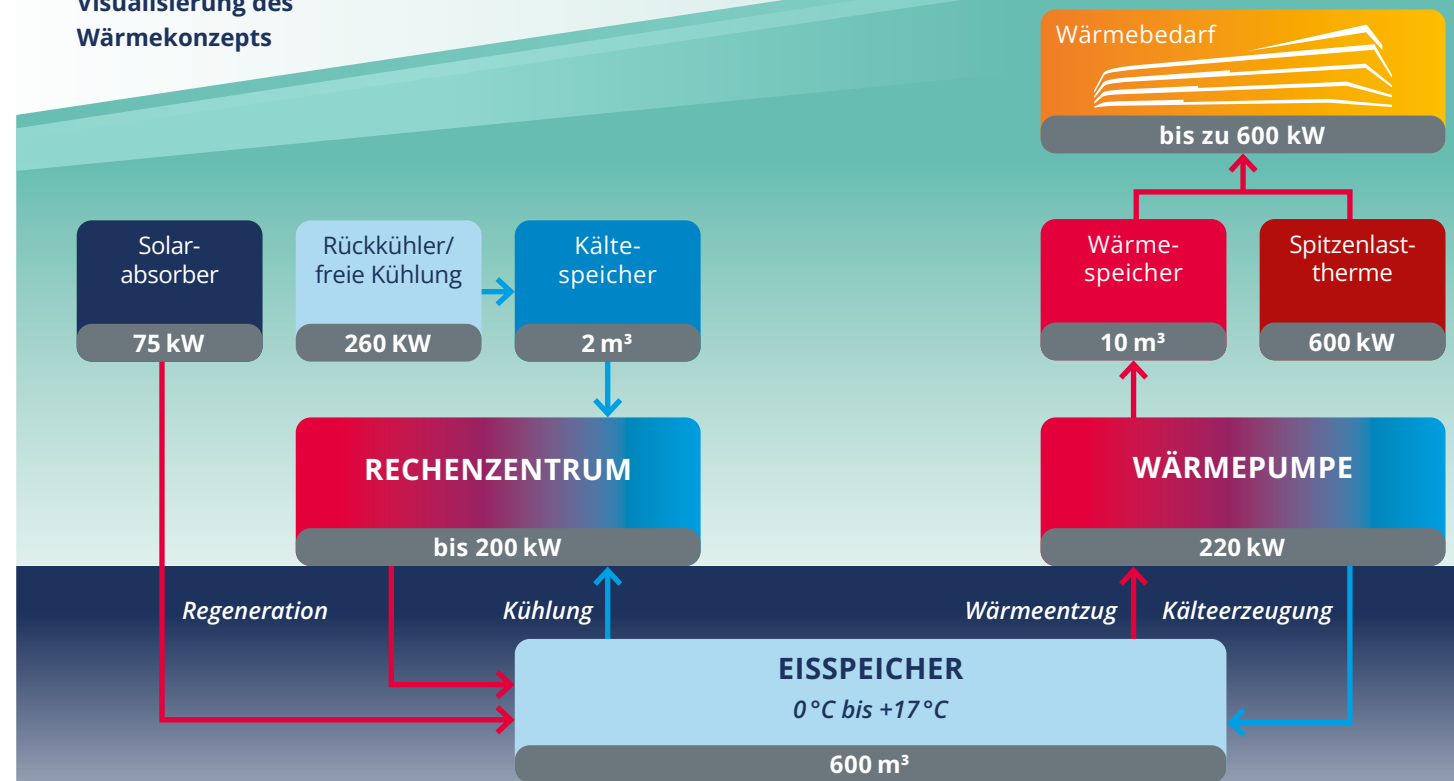 Visualisierung des
Wärmekonzepts
Wärmebedarf
bis zu 600 kW
Solar-
absorber
75 kW
Rückkühler/
freie Kühlung
260 KW
Kälte-
speicher
2 m³
Wärme-
speicher
10 m³
Spitzenlast-
therme
600 kW
RECHENZENTRUM
bis 200 kW
WÄRMEPUMPE
220 kW
Regeneration
Kühlung
Wärmeentzug
Kälteerzeugung
EISSPEICHER
0 °C bis +17 °C
600 m³